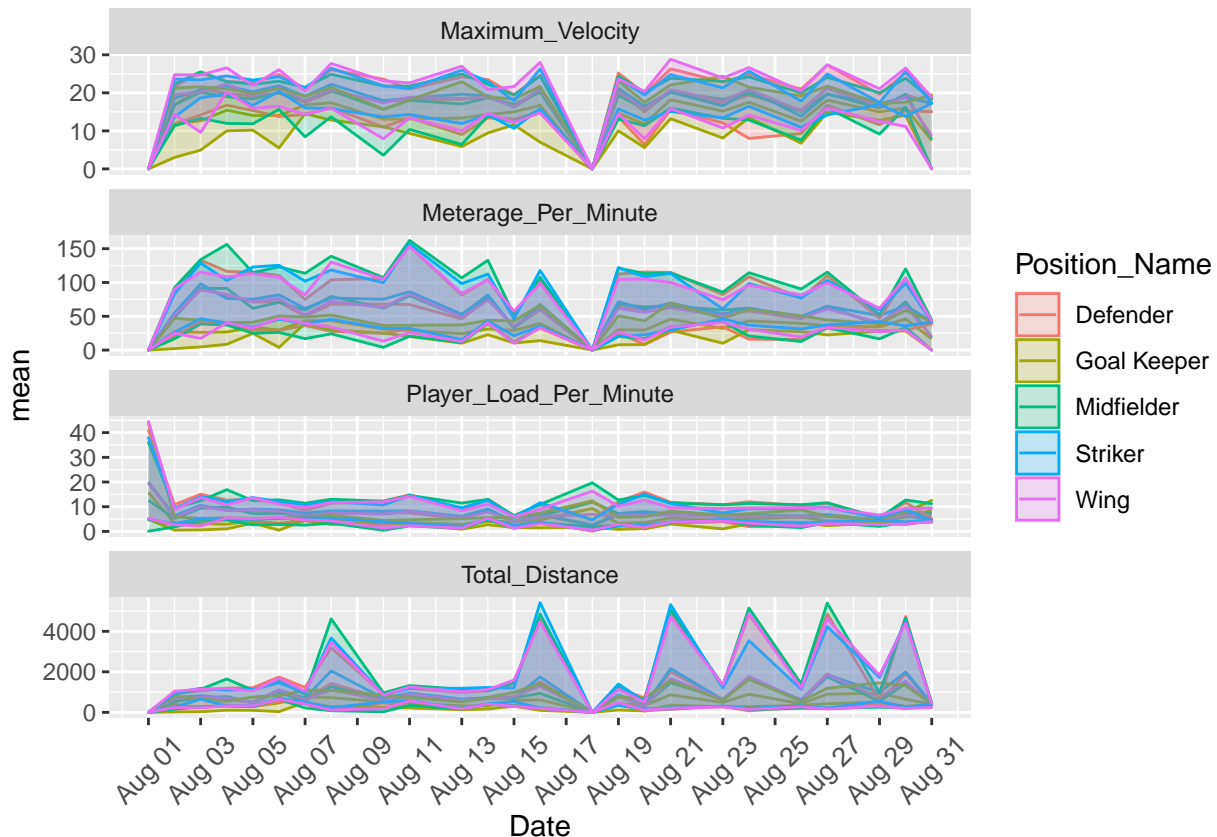 Maximum_Velocity
30
20
10
0
Meterage_Per_Minute
150
100
50
0
Player_Load_Per_Minute
40
30
20
10
0
Total_Distance
4000
2000
0
mean
Aug 01
Aug 03
Aug 05
Aug 07
Aug 09
Aug 11
Aug 13
Aug 15
Aug 17
Aug 19
Aug 21
Aug 23
Aug 25
Aug 27
Aug 29
Aug 31
Date
Position_Name
Defender
Goal Keeper
Midfielder
Striker
Wing